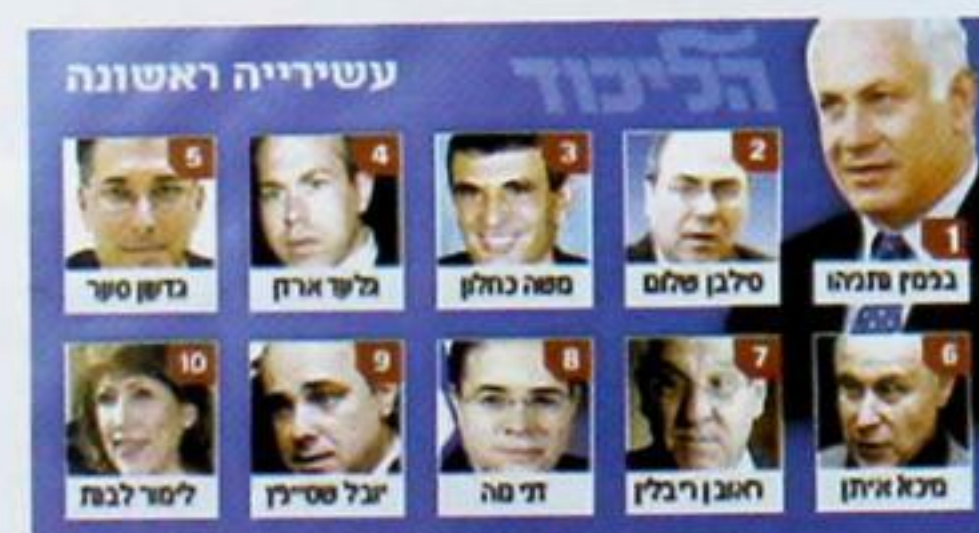 הליכוד
עשירייה ראשונה
1
בנימין נתניהו
2
סילבן שלום
3
משה כחלון
4
גלעד ארדן
5
גדעון סער
6
מיכאל איתן
7
ראובן ריבלין
8
דני
9
יובל שטייניץ
10
לימור לבנת